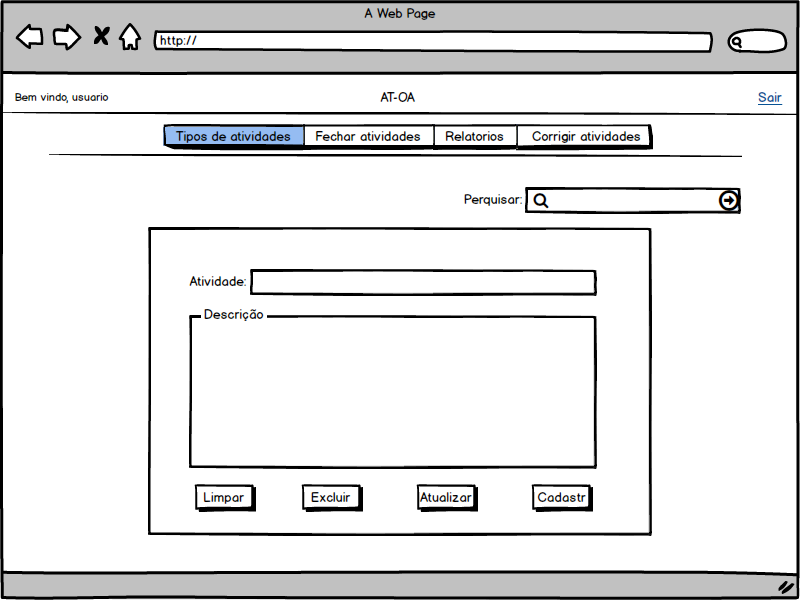 A Web Page
http://
Bem vindo, usuario
AT-OA
Sair
Tipos de atividades
Fechar atividades
Relatorios
Corrigir atividades
Perquisar:
Atividade:
Descrição
Limpar
Excluir
Atualizar
Cadastr